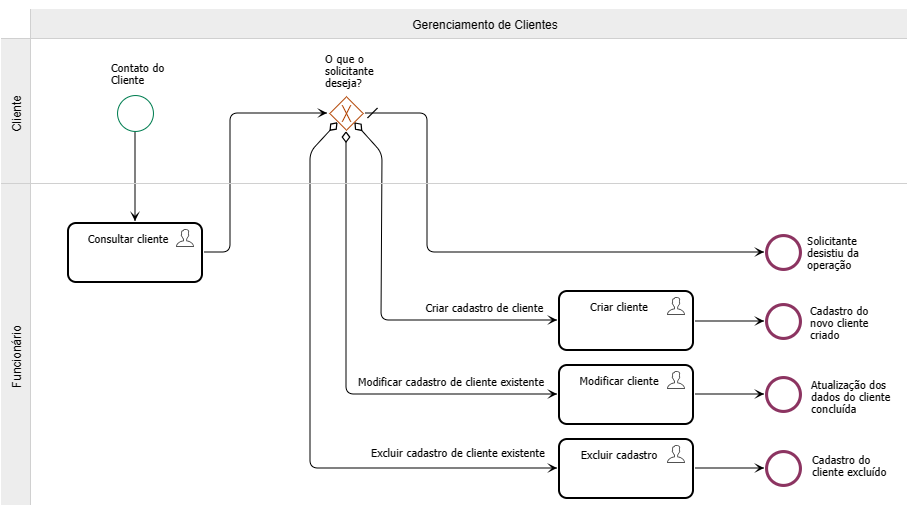 Gerenciamento de Clientes
Cliente
Contato do
Cliente
O que o
solicitante
deseja?
Funcionário
Consultar cliente
Solicitante
desistiu da
operação
Criar cadastro de cliente
Criar cliente
Cadastro do
novo cliente
criado
Modificar cadastro de cliente existente
Modificar cliente
Atualização dos
dados do cliente
concluída
Excluir cadastro de cliente existente
Excluir cadastro
Cadastro do
cliente excluído